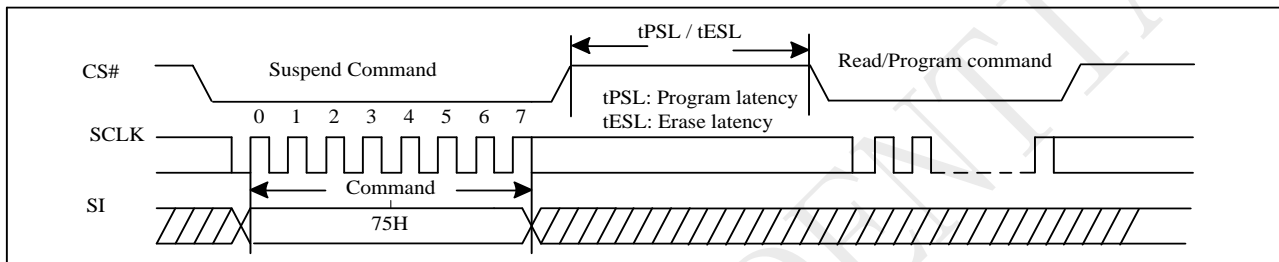 tPSL / tESL
CS#
Suspend Command
Read/Program command
tPSL: Program latency
tESL: Erase latency
0 1 2 3 4 5 6 7
SCLK
Command
SI
75H